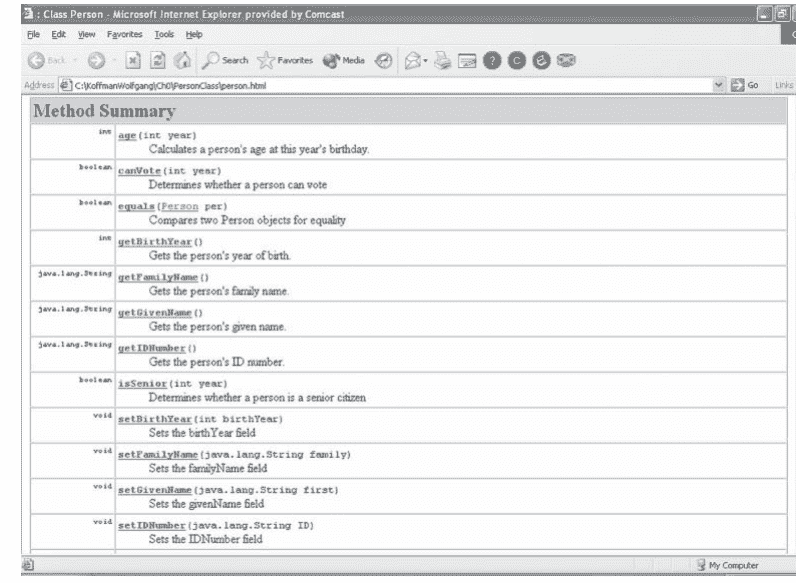 : Class Person - Microsoft Internet Explorer provided by Comcast
File Edit View Favorites Tools Help
Back Search Favorites Media
Address C:\KoffmanWolfgang\Ch0\PersonClass\person.html Go Links
Method Summary
int age(int year)
Calculates a person's age at this year's birthday.
boolean canVote(int year)
Determines whether a person can vote
boolean equals(Person per)
Compares two Person objects for equality
int getBirthYear()
Gets the person's year of birth.
java.lang.String getFamilyName()
Gets the person's family name.
java.lang.String getGivenName()
Gets the person's given name.
java.lang.String getIDNumber()
Gets the person's ID number.
boolean isSenior(int year)
Determines whether a person is a senior citizen
void setBirthYear(int birthYear)
Sets the birthYear field
void setFamilyName(java.lang.String family)
Sets the familyName field
void setGivenName(java.lang.String first)
Sets the givenName field
void setIDNumber(java.lang.String ID)
Sets the IDNumber field
My Computer